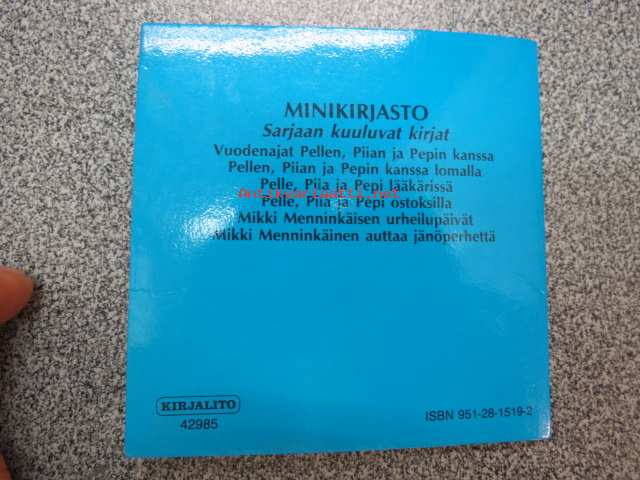 MINIKIRJASTO
Sarjaan kuuluvat kirjat
Vuodenajat Pellen, Piian ja Pepin kanssa
Pellen, Piian ja Pepin kanssa lomalla
Pelle, Piia ja Pepi lääkärissä
antikvariaatti.net
Pelle, Piia ja Pepi ostoksilla
Mikki Menninkäisen urheilupäivät
Mikki Menninkäinen auttaa jänöperhettä
KIRJALITO
42985
ISBN 951-28-1519-2